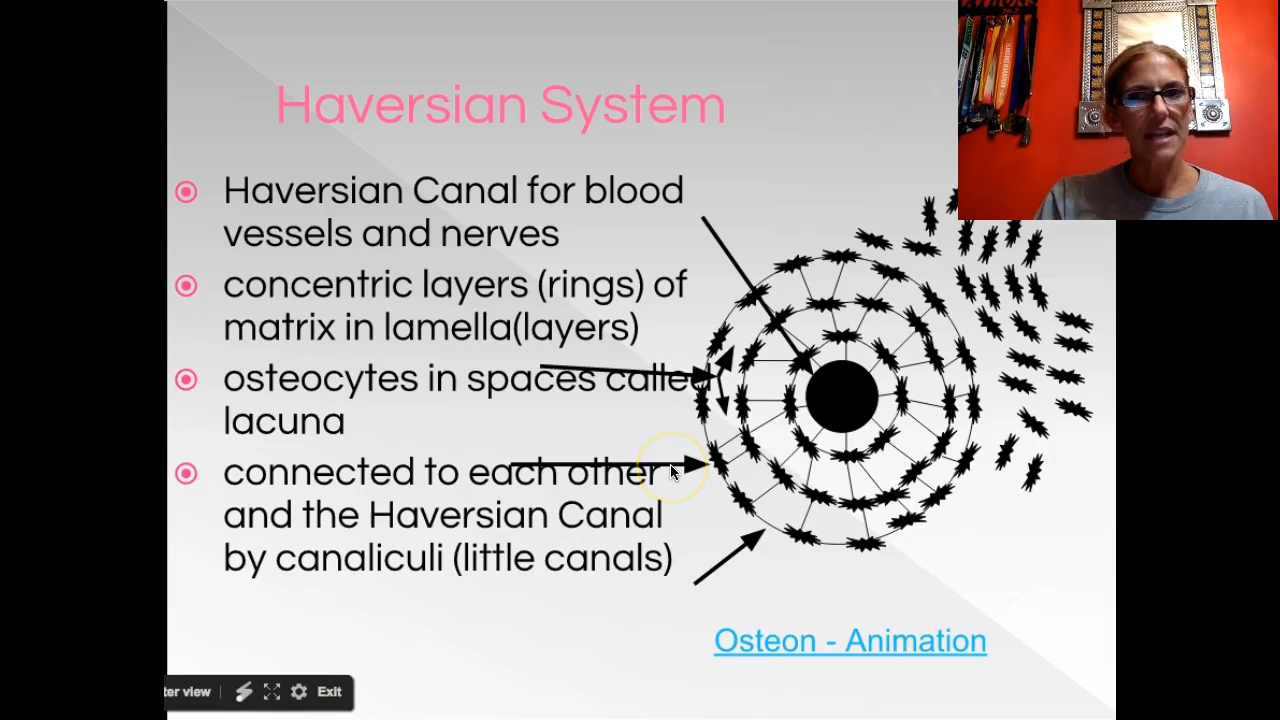 Haversian System
Haversian Canal for blood
vessels and nerves
concentric layers (rings) of
matrix in lamella(layers)
osteocytes in spaces called
lacuna
connected to each other
and the Haversian Canal
by canaliculi (little canals)
Osteon - Animation
ter view
Exit